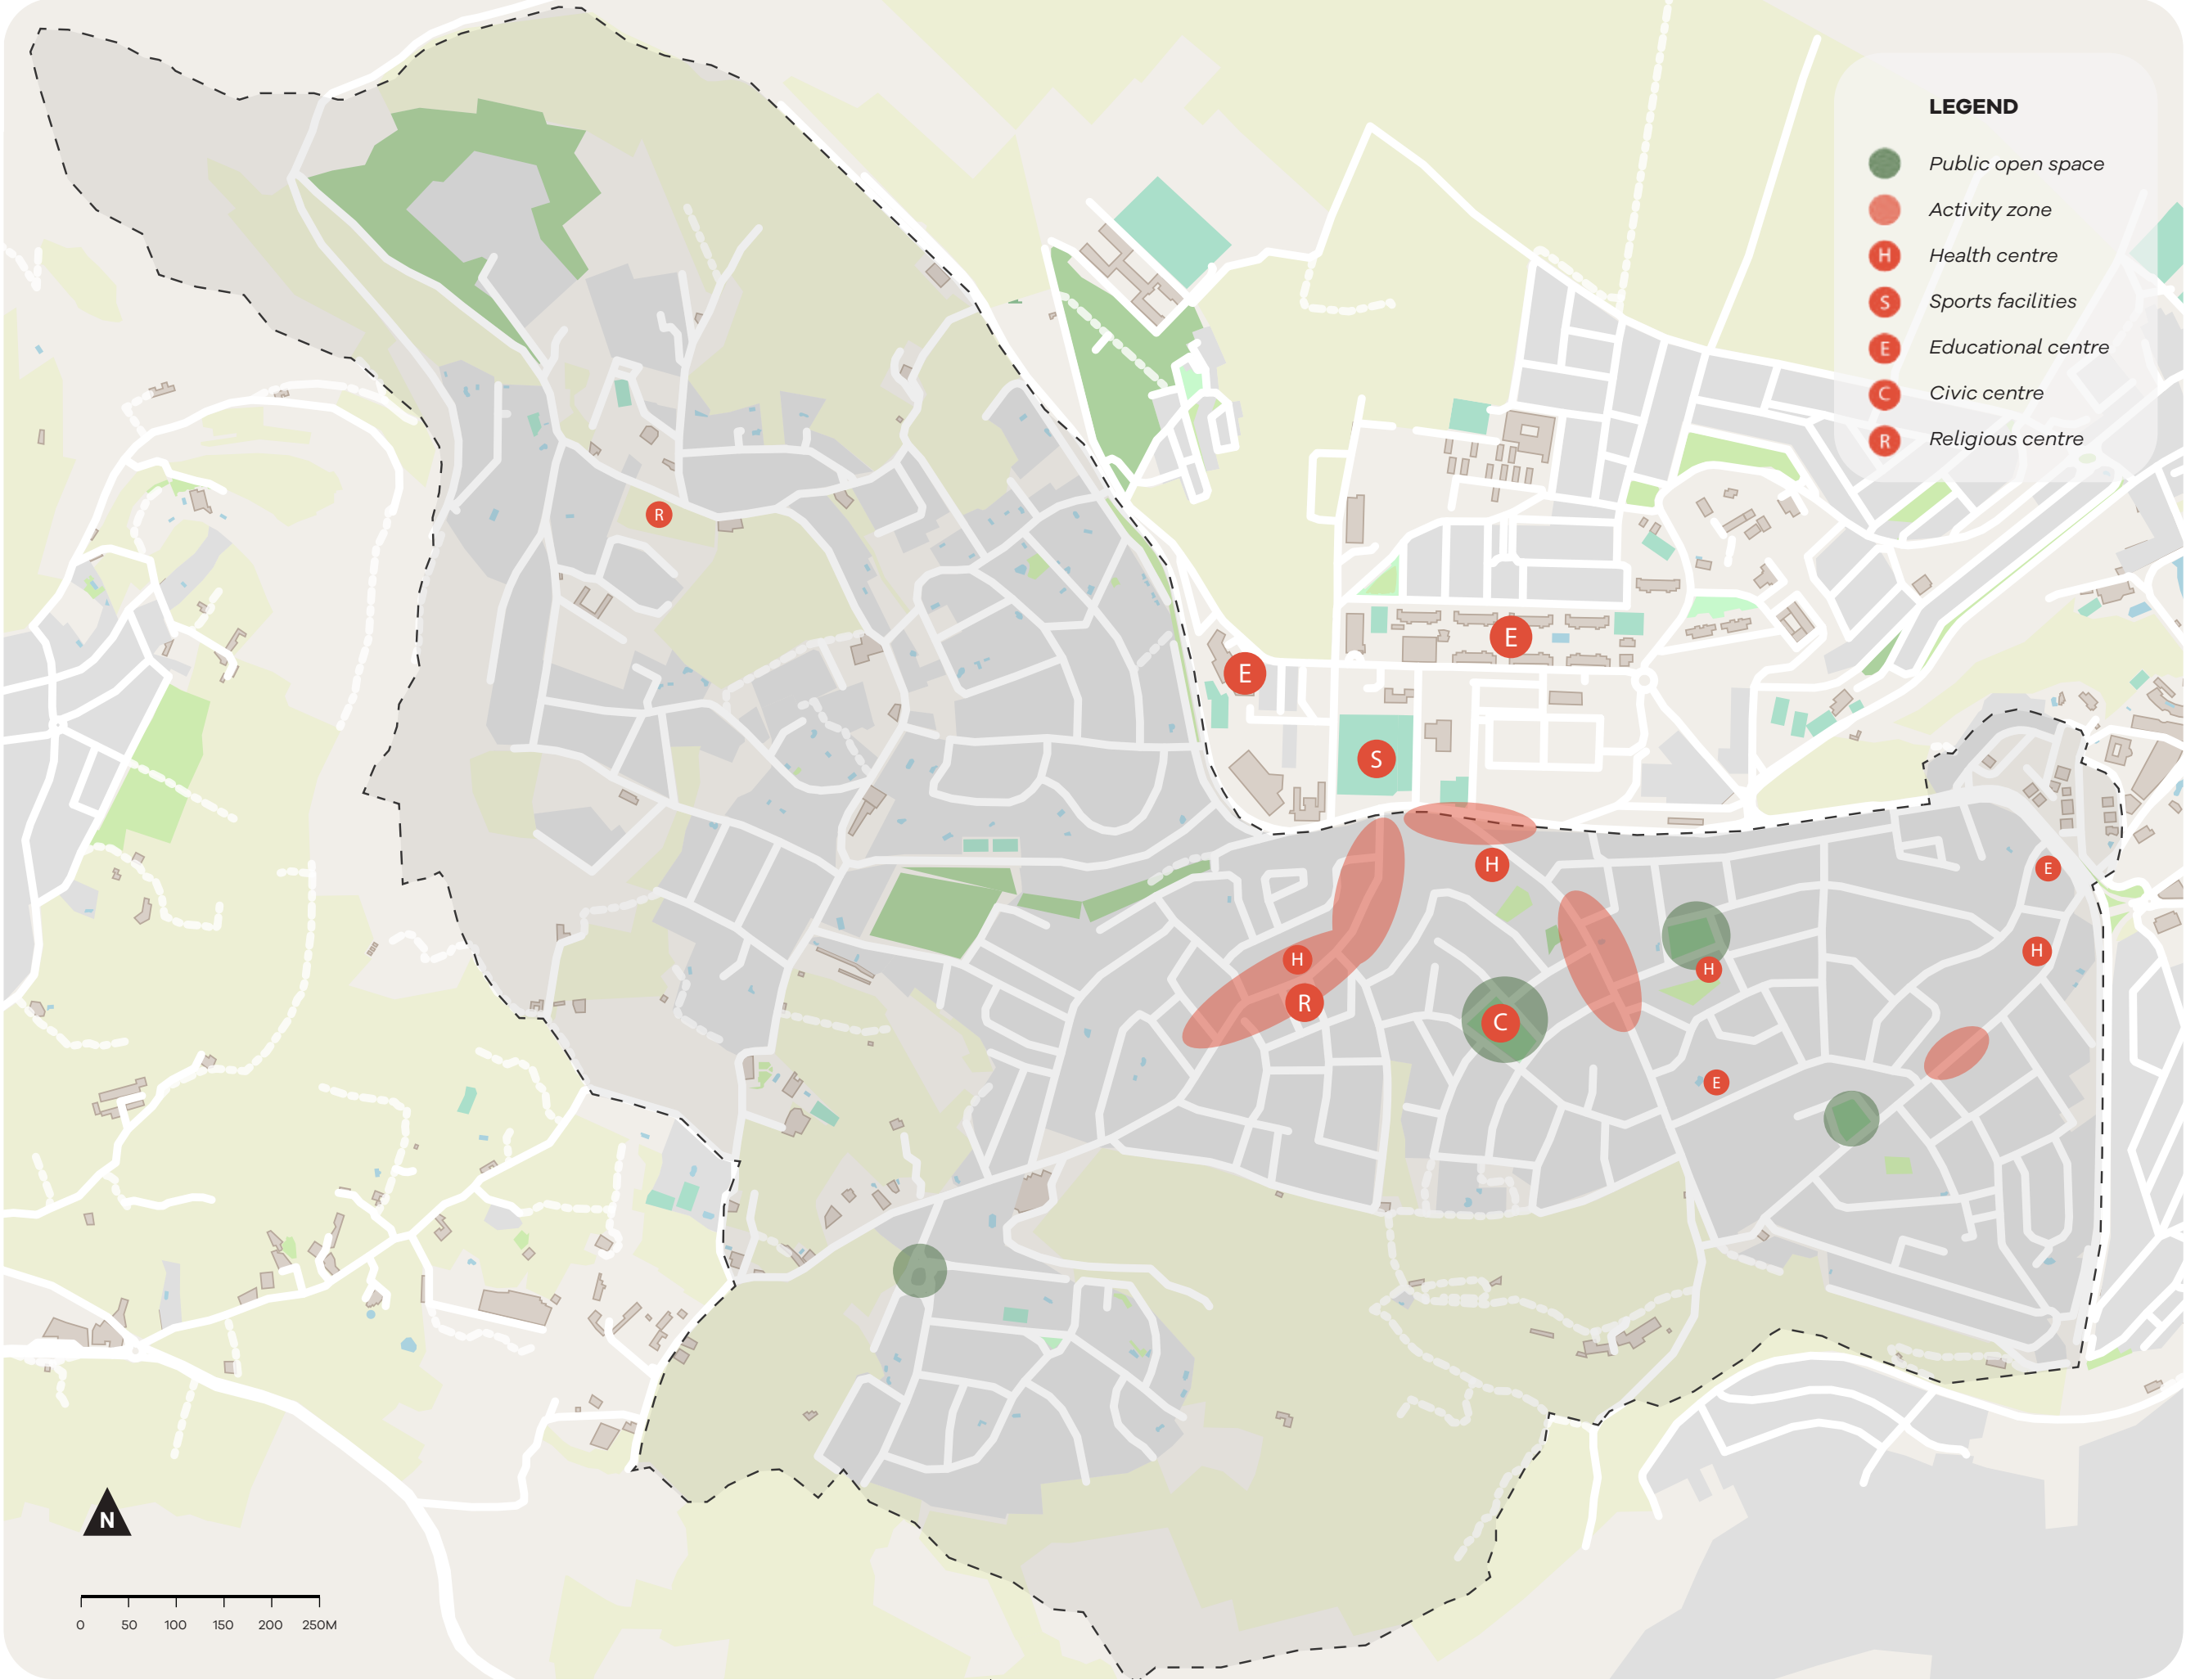 LEGEND
Public open space
Activity zone
H Health centre
S Sports facilities
E Educational centre
C Civic centre
R Religious centre
R
E
E
S
H
E
H
H
H
R
C
E
N
0 50 100 150 200 250M